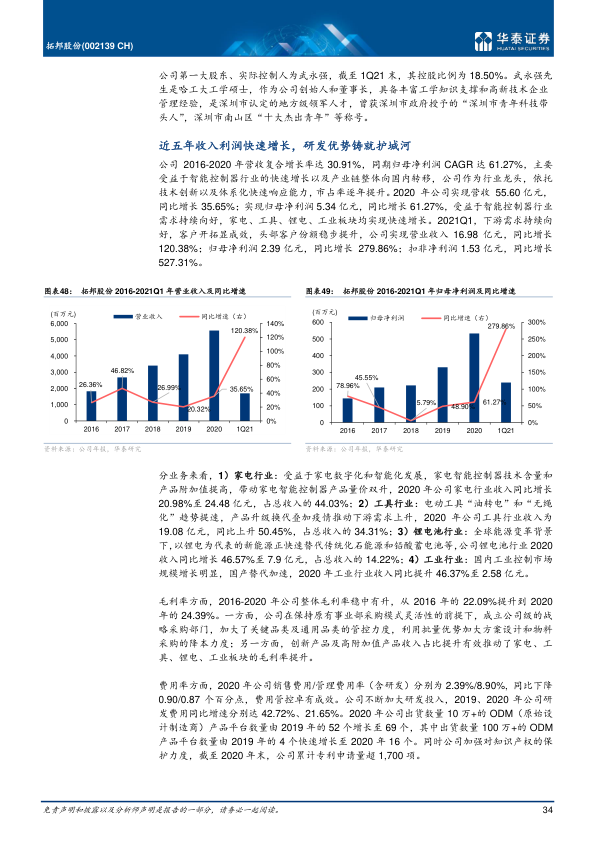 拓邦股份(002139 CH)
华泰证券
HUATAI SECURITIES
公司第一大股东、实际控制人为武永强，截至 1Q21 末，其控股比例为 18.50%。武永强先
生是哈工大工学硕士，作为公司创始人和董事长，具备丰富工学知识支撑和高新技术企业
管理经验，是深圳市认定的地方级领军人才，曾获深圳市政府授予的“深圳市青年科技带
头人”，深圳市南山区“十大杰出青年”等称号。
近五年收入利润快速增长，研发优势铸就护城河
公司 2016-2020 年营收复合增长率达 30.91%，同期归母净利润 CAGR 达 61.27%，主要
受益于智能控制器行业的快速增长以及产业链整体向国内转移，公司作为行业龙头，依托
技术创新以及体系化快速响应能力，市占率逐年提升。2020 年公司实现营收 55.60 亿元，
同比增长 35.65%；实现归母净利润 5.34 亿元，同比增长 61.27%，受益于智能控制器行业
需求持续向好，家电、工具、锂电、工业板块均实现快速增长。2021Q1，下游需求持续向
好，客户开拓显成效，头部客户份额稳步提升，公司实现营业收入 16.98 亿元，同比增长
120.38%；归母净利润 2.39 亿元，同比增长 279.86%；扣非净利润 1.53 亿元，同比增长
527.31%。
图表48： 拓邦股份 2016-2021Q1 年营业收入及同比增速
(百万元)
营业收入 同比增速（右）
6,000
5,000
4,000
3,000
2,000
1,000
0
140%
120%
100%
80%
60%
40%
20%
0%
26.36%
46.82%
26.99%
20.32%
35.65%
120.38%
2016 2017 2018 2019 2020 1Q21
资料来源：公司年报，华泰研究
图表49： 拓邦股份 2016-2021Q1 年归母净利润及同比增速
(百万元)
归母净利润 同比增速（右）
600
500
400
300
200
100
0
300%
250%
200%
150%
100%
50%
0%
78.96%
45.55%
5.79%
48.90%
61.27%
279.86%
2016 2017 2018 2019 2020 1Q21
资料来源：公司年报，华泰研究
分业务来看，1）家电行业：受益于家电数字化和智能化发展，家电智能控制器技术含量和
产品附加值提高，带动家电智能控制器产品量价双升，2020 年公司家电行业收入同比增长
20.98%至 24.48 亿元，占总收入的 44.03%；2）工具行业：电动工具“油转电”和“无绳
化”趋势提速，产品升级换代叠加疫情推动下游需求上升，2020 年公司工具行业收入为
19.08 亿元，同比上升 50.45%，占总收入的 34.31%；3）锂电池行业：全球能源变革背景
下，以锂电为代表的新能源正快速替代传统化石能源和铅酸蓄电池等，公司锂电池行业 2020
收入同比增长 46.57%至 7.9 亿元，占总收入的 14.22%；4）工业行业：国内工业控制市场
规模增长明显，国产替代加速，2020 年工业行业收入同比提升 46.37%至 2.58 亿元。
毛利率方面，2016-2020 年公司整体毛利率稳中有升，从 2016 年的 22.09%提升到 2020
年的 24.39%。一方面，公司在保持原有事业部采购模式灵活性的前提下，成立公司级的战
略采购部门，加大了关键品类及通用品类的管控力度，利用批量优势加大方案设计和物料
采购的降本力度；另一方面，创新产品及高附加值产品收入占比提升有效推动了家电、工
具、锂电、工业板块的毛利率提升。
费用率方面，2020 年公司销售费用/管理费用率（含研发）分别为 2.39%/8.90%，同比下降
0.90/0.87 个百分点，费用管控卓有成效。公司不断加大研发投入，2019、2020 年公司研
发费用同比增速分别达 42.72%、21.65%。2020 年公司出货数量 10 万+的 ODM（原始设
计制造商）产品平台数量由 2019 年的 52 个增长至 69 个，其中出货数量 100 万+的 ODM
产品平台数量由 2019 年的 4 个快速增长至 2020 年 16 个。同时公司加强对知识产权的保
护力度，截至 2020 年末，公司累计专利申请量超 1,700 项。
免责声明和披露以及分析师声明是报告的一部分，请务必一起阅读。
34